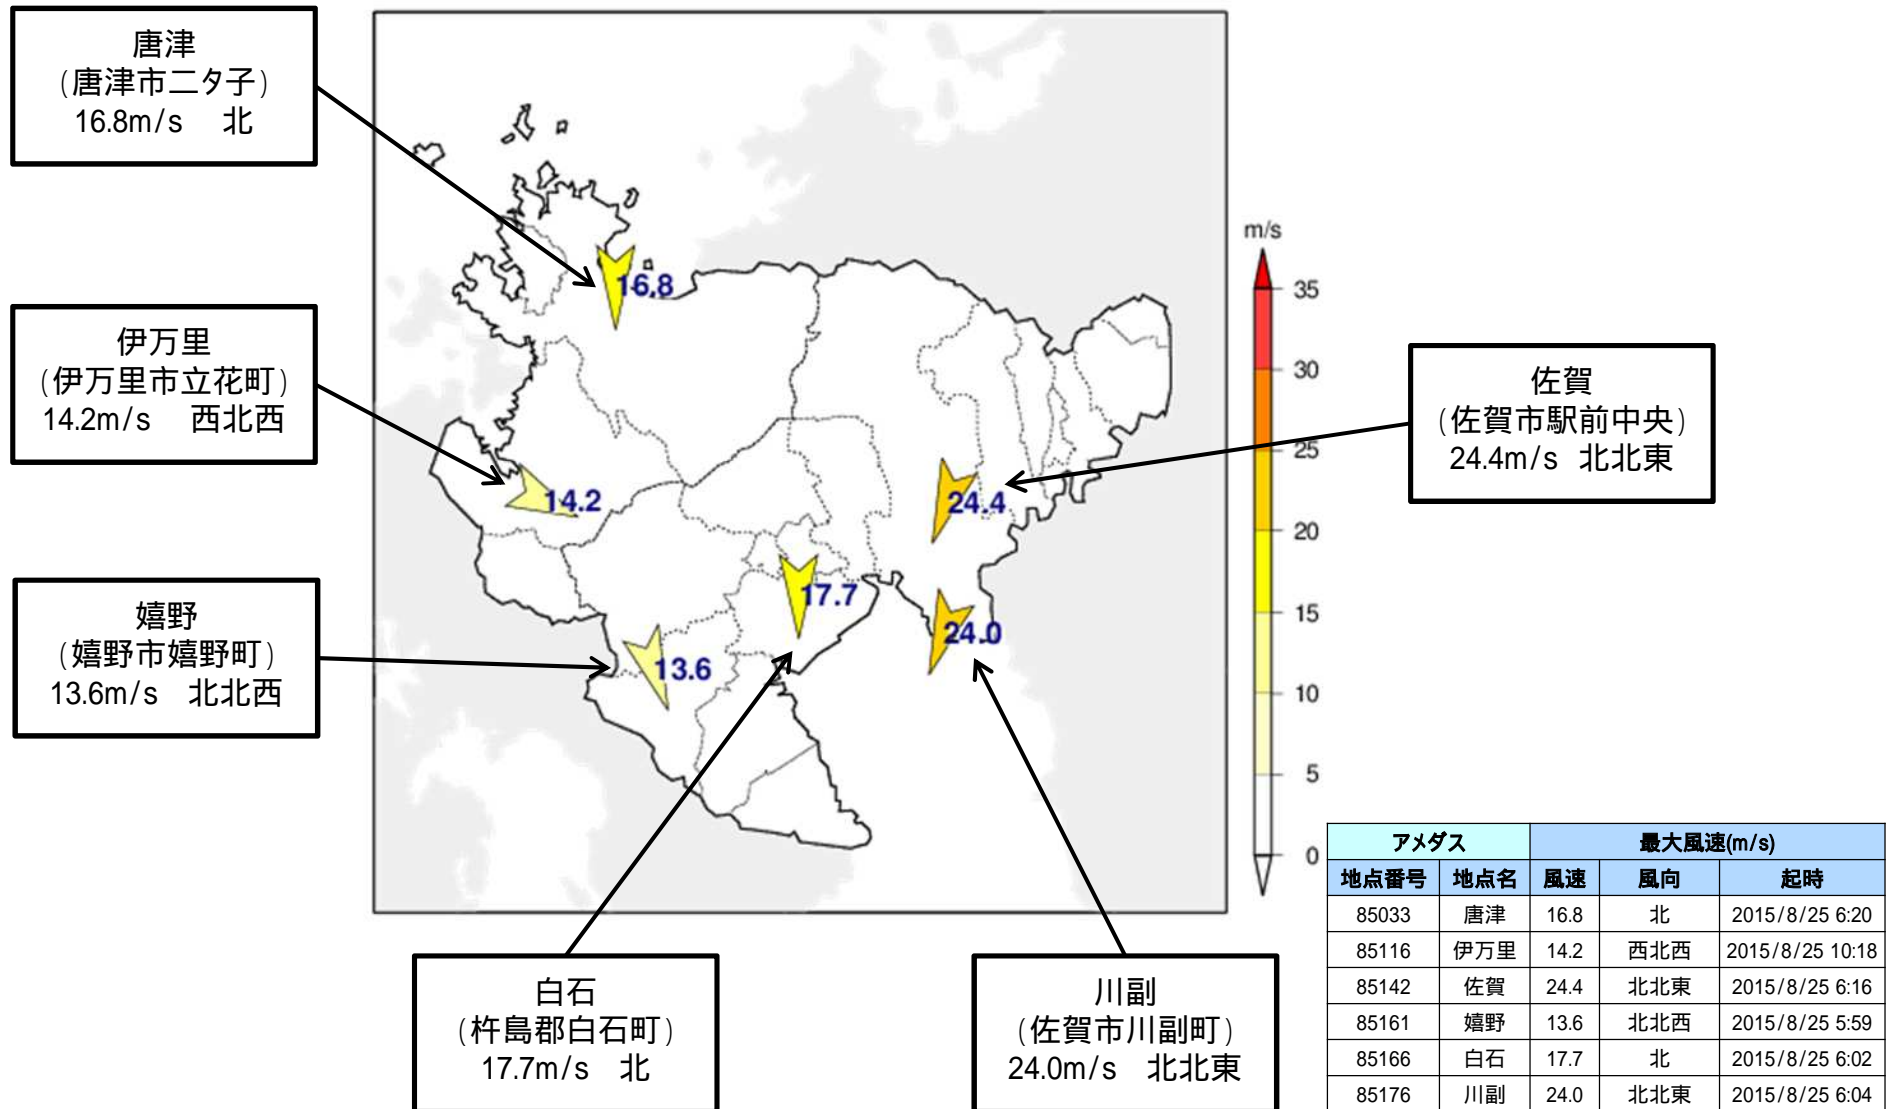 唐津
(唐津市二タ子)
16.8m/s 北
伊万里
(伊万里市立花町)
14.2m/s 西北西
嬉野
(嬉野市嬉野町)
13.6m/s 北北西
16.8
14.2
24.4
17.7
24.0
13.6
m/s
35
30
25
20
15
10
5
0
佐賀
(佐賀市駅前中央)
24.4m/s 北北東
白石
(杵島郡白石町)
17.7m/s 北
川副
(佐賀市川副町)
24.0m/s 北北東
アメダス 最大風速(m/s)
地点番号 地点名 風速 風向 起時
85033 唐津 16.8 北 2015/8/25 6:20
85116 伊万里 14.2 西北西 2015/8/25 10:18
85142 佐賀 24.4 北北東 2015/8/25 6:16
85161 嬉野 13.6 北北西 2015/8/25 5:59
85166 白石 17.7 北 2015/8/25 6:02
85176 川副 24.0 北北東 2015/8/25 6:04